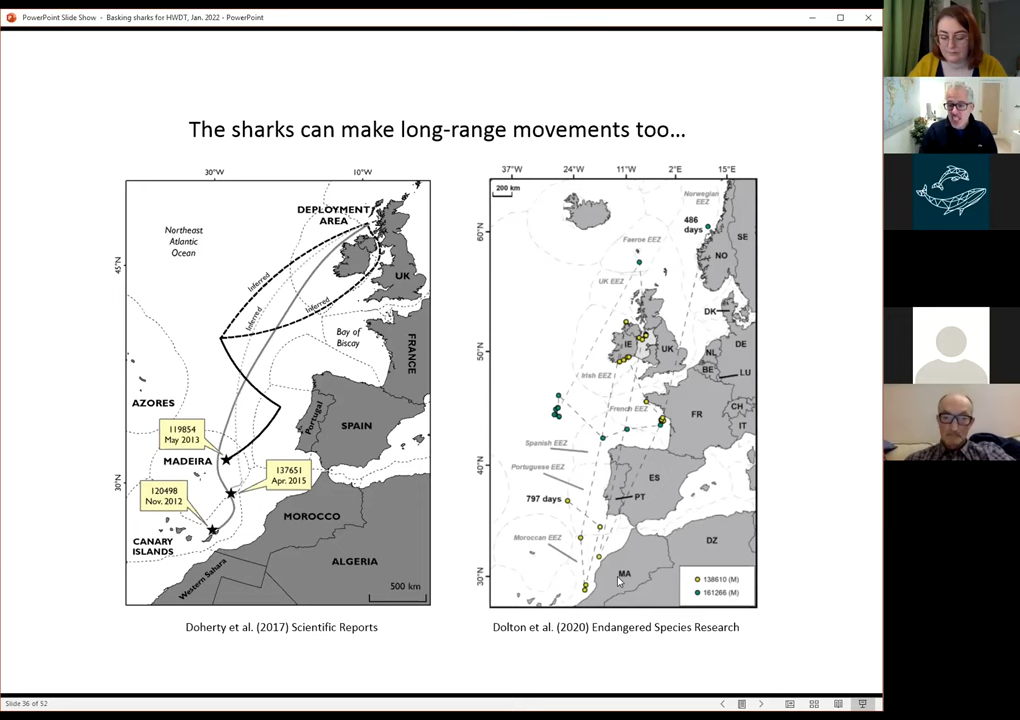 PowerPoint Slide Show - Basking sharks for HWDT, Jan. 2022 - PowerPoint
The sharks can make long-range movements too...
30°W
10°W
DEPLOYMENT
AREA
Northeast
Atlantic
Ocean
45°N
Inferred
Inferred
Inferred
UK
Bay of
Biscay
FRANCE
AZORES
Portugal
SPAIN
119854
May 2013
MADEIRA
137651
Apr. 2015
30°N
120498
Nov. 2012
MOROCCO
CANARY
ISLANDS
ALGERIA
Western Sahara
500 km
Doherty et al. (2017) Scientific Reports
37°W
24°W
11°W
2°E
15°E
200 km
Norwegian
EEZ
486
days
60°N
Faeroe EEZ
SE
NO
UK EEZ
DK
IE
UK
50°N
NL
DE
BE
LU
Irish EEZ
French EEZ
FR
CH
IT
Spanish EEZ
40°N
Portuguese EEZ
ES
797 days
PT
Moroccan EEZ
DZ
30°N
MA
138610 (M)
161266 (M)
Dolton et al. (2020) Endangered Species Research
Slide 36 of 52